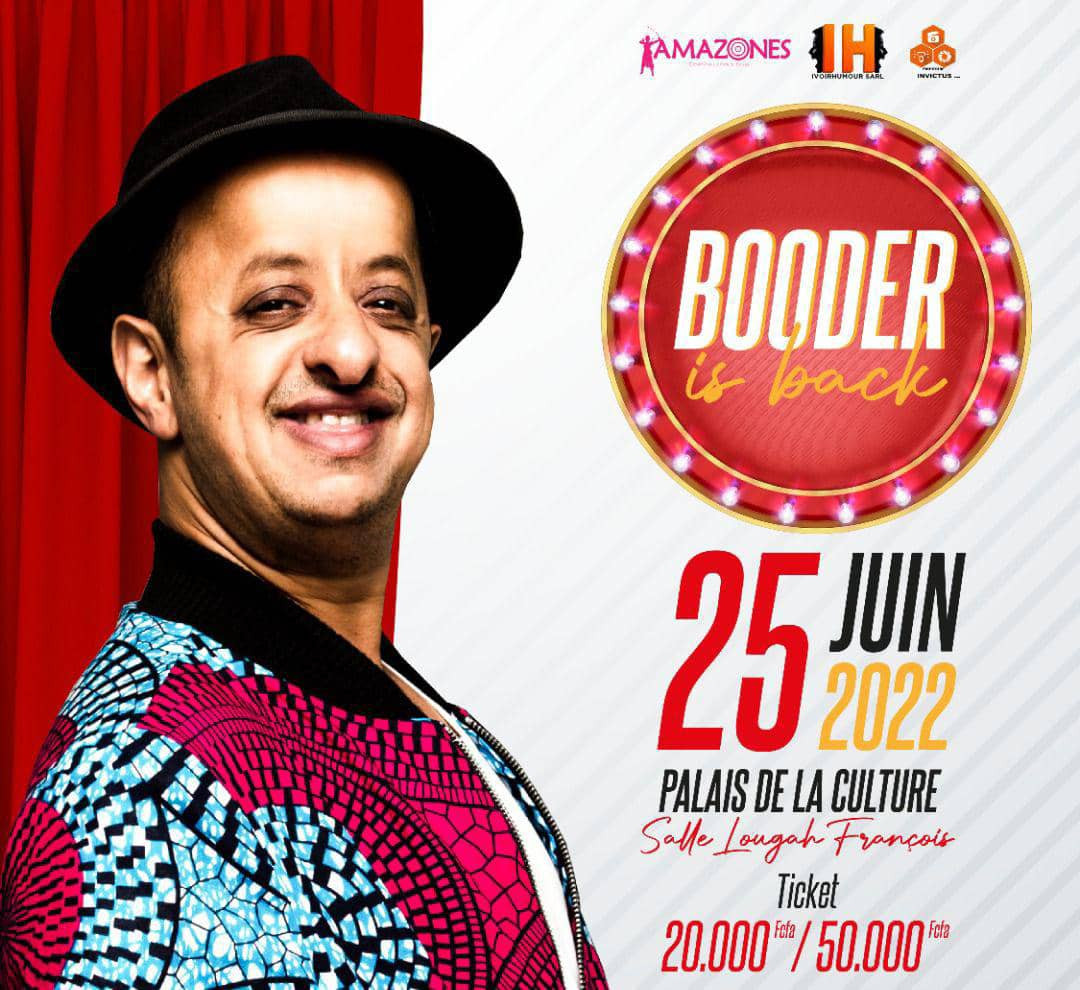 AMAZONES
IH
IVOIRHUMOUR SARL
INVICTUS ...
BOODER
is back
25
JUIN
2022
PALAIS DE LA CULTURE
Salle Lougah François
Ticket
20.000 Fcfa / 50.000 Fcfa